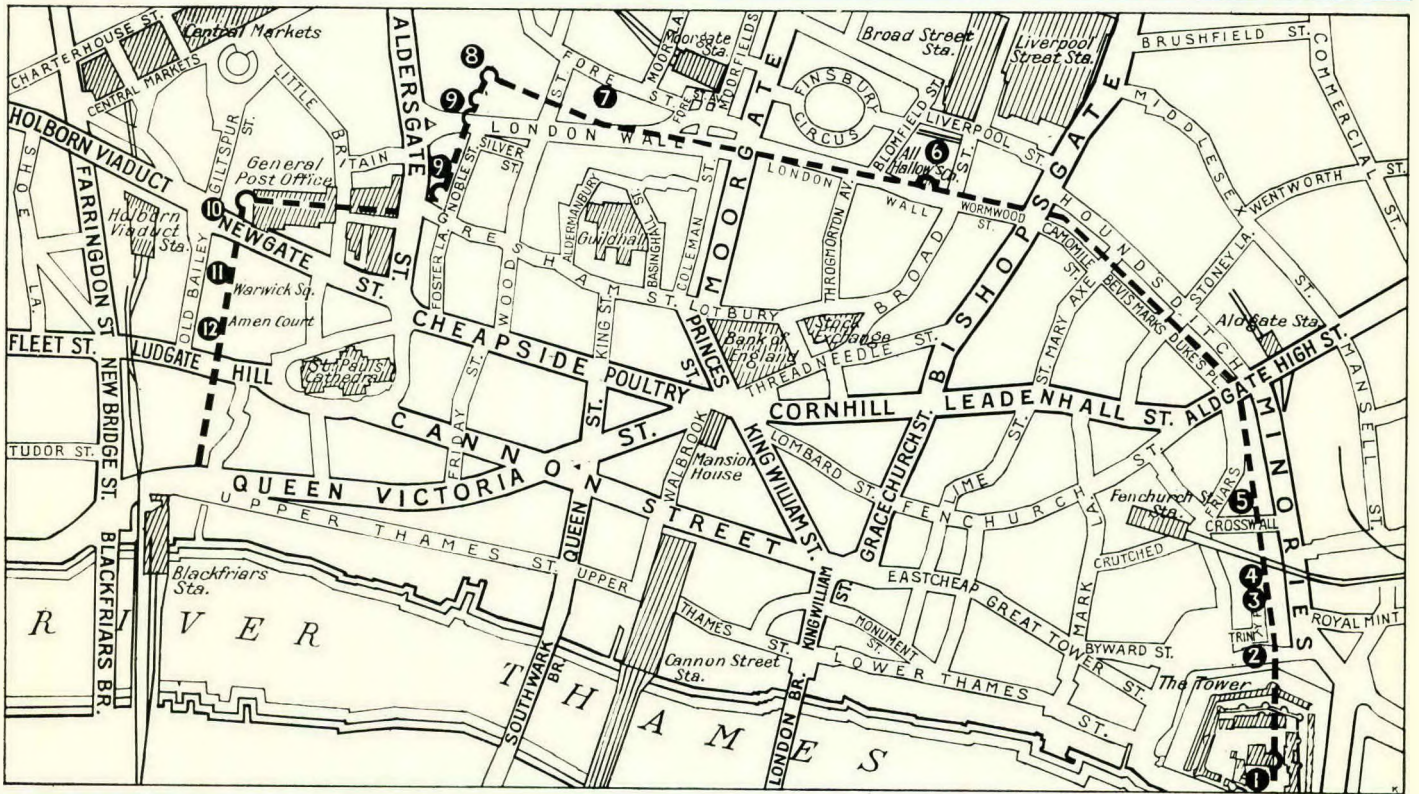 CHARTERHOUSE ST.
Central Markets
CENTRAL MARKETS
ALDERSGATE
ST.
LITTLE
BRITAIN
HOLBORN VIADUCT
GILTSPUR
ST.
General
Post Office
SHOE
LA.
FARRINGDON ST
Holborn
Viaduct
Sta.
10
NEWGATE
ST.
OLD BAILEY
11
Warwick Sq.
12
Amen Court
FLEET ST.
LUDGATE
HILL
St. Paul's
Cathedral
NEW BRIDGE ST.
TUDOR ST.
8
9
9
7
FORE
ST.
ST.
MOOR LA.
Moorgate
Sta.
MOORFIELDS
FORE
ST.
LONDON WALL
SILVER
ST.
NOBLE ST.
FOSTER LA.
GRESHAM ST.
WOOD
ST.
ALDERMANBURY
Guildhall
BASINGHALL
ST.
COLEMAN
ST.
MOORGATE
FINSBURY
CIRCUS
BLOMFIELD ST.
Broad Street
Sta.
Liverpool
Street Sta.
LIVERPOOL
ST.
6
All
Hallows Ch.
LONDON
WALL
WORMWOOD
ST.
THROGMORTON AV.
BROAD
ST.
BISHOPSGATE
BRUSHFIELD ST.
COMMERCIAL
ST.
MIDDLESEX
ST.
WENTWORTH
ST.
STONEY LA.
HOUNDSDITCH
CAMOMILE
ST.
BEVIS MARKS
DUKES PL.
ST. MARY AXE
Aldgate Sta.
ALDGATE HIGH ST.
MANSELL
ST.
CHEAPSIDE
POULTRY
KING ST.
LOTHBURY
PRINCES
ST.
Bank of
England
Stock
Exchange
THREADNEEDLE ST.
CORNHILL
LEADENHALL ST.
FRIDAY
ST.
CANNON STREET
QUEEN VICTORIA
ST.
QUEEN
ST.
WALBROOK
Mansion
House
KING WILLIAM ST.
LOMBARD ST.
GRACECHURCH ST.
LIME
ST.
FENCHURCH
ST.
MARK LA.
Fenchurch St.
Sta.
FRIARS
5
CROSSWALL
CRUTCHED
MINORIES
4
3
TRINITY
2
ROYAL MINT
BYWARD ST.
The Tower
1
EASTCHEAP
GREAT TOWER
ST.
KING WILLIAM
ST.
MONUMENT
ST.
LOWER THAMES
ST.
UPPER THAMES ST.
UPPER
THAMES
ST.
Blackfriars
Sta.
BLACKFRIARS BR.
SOUTHWARK
BR.
Cannon Street
Sta.
LONDON BR.
RIVER
THAMES
K